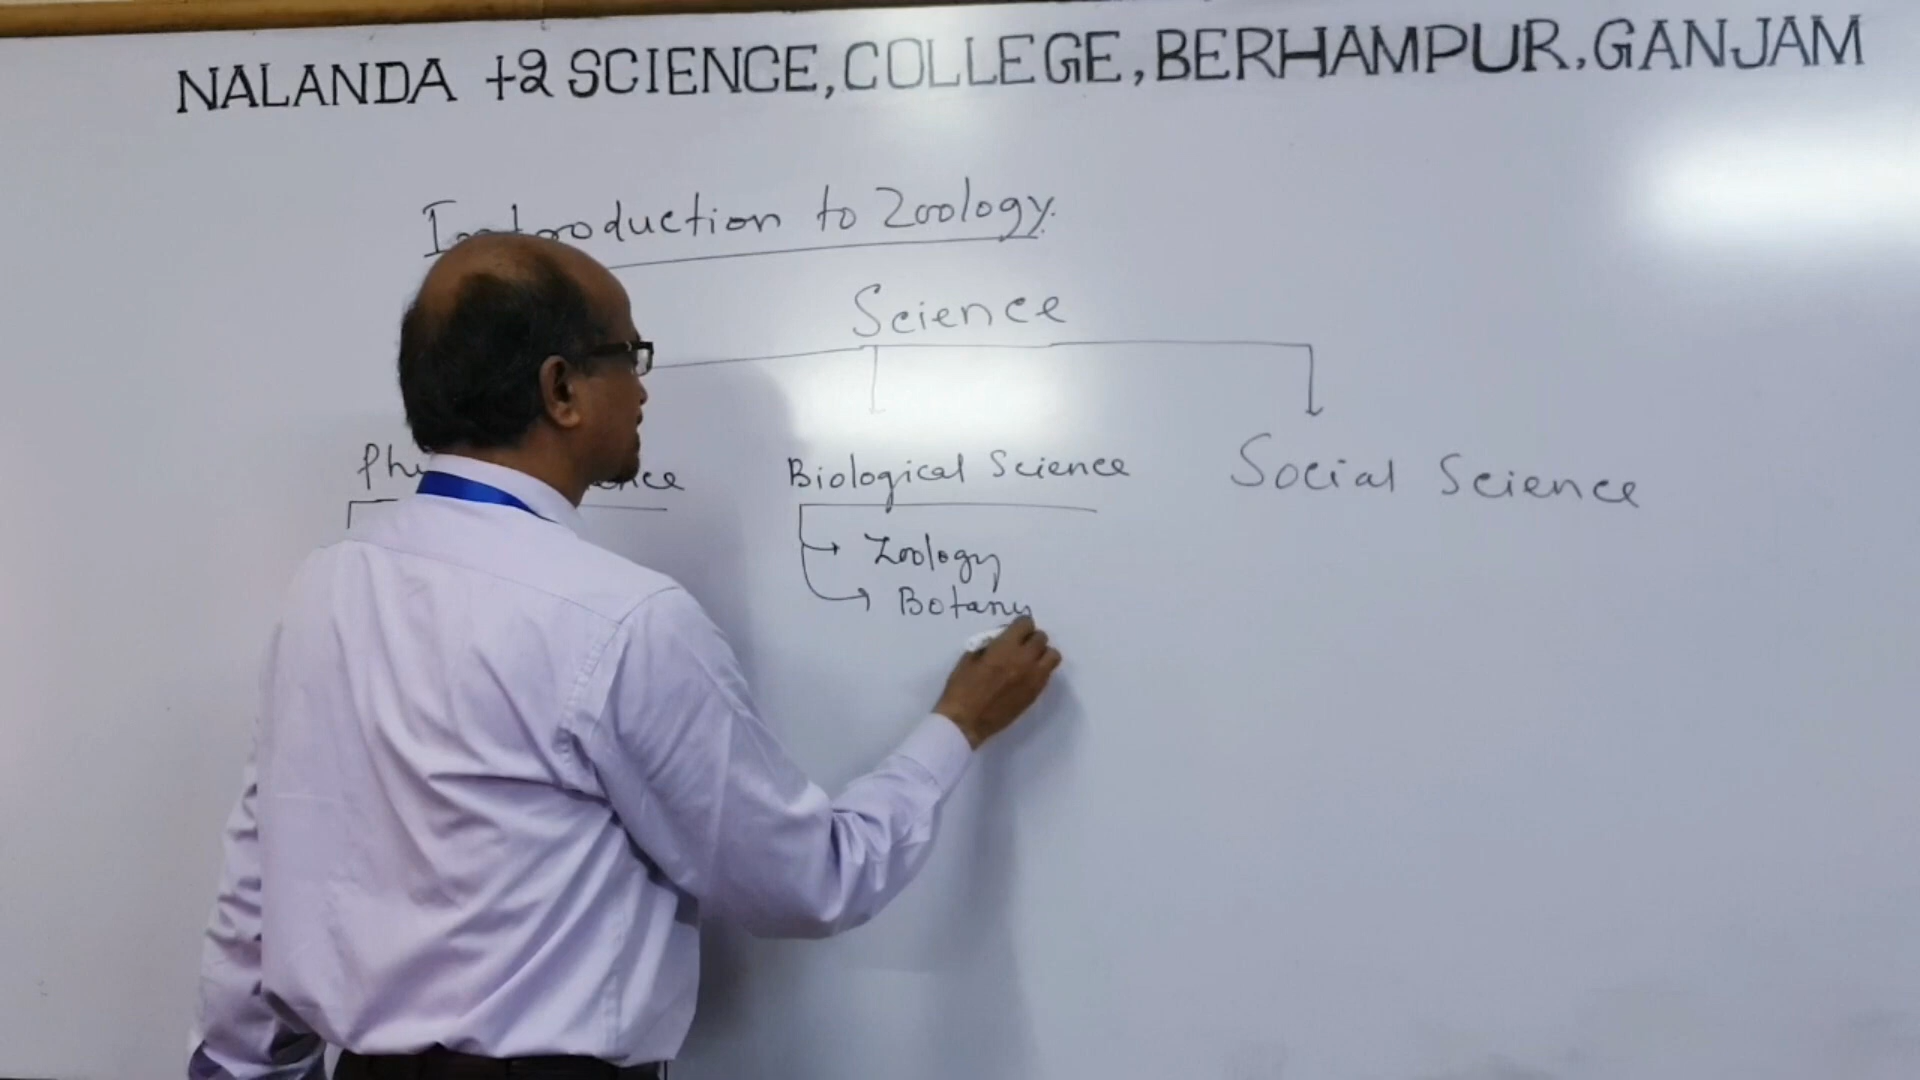 NALANDA +2 SCIENCE, COLLEGE, BERHAMPUR, GANJAM
Introduction to Zoology.
Science
Biological Science
Social Science
Zoology
Botany